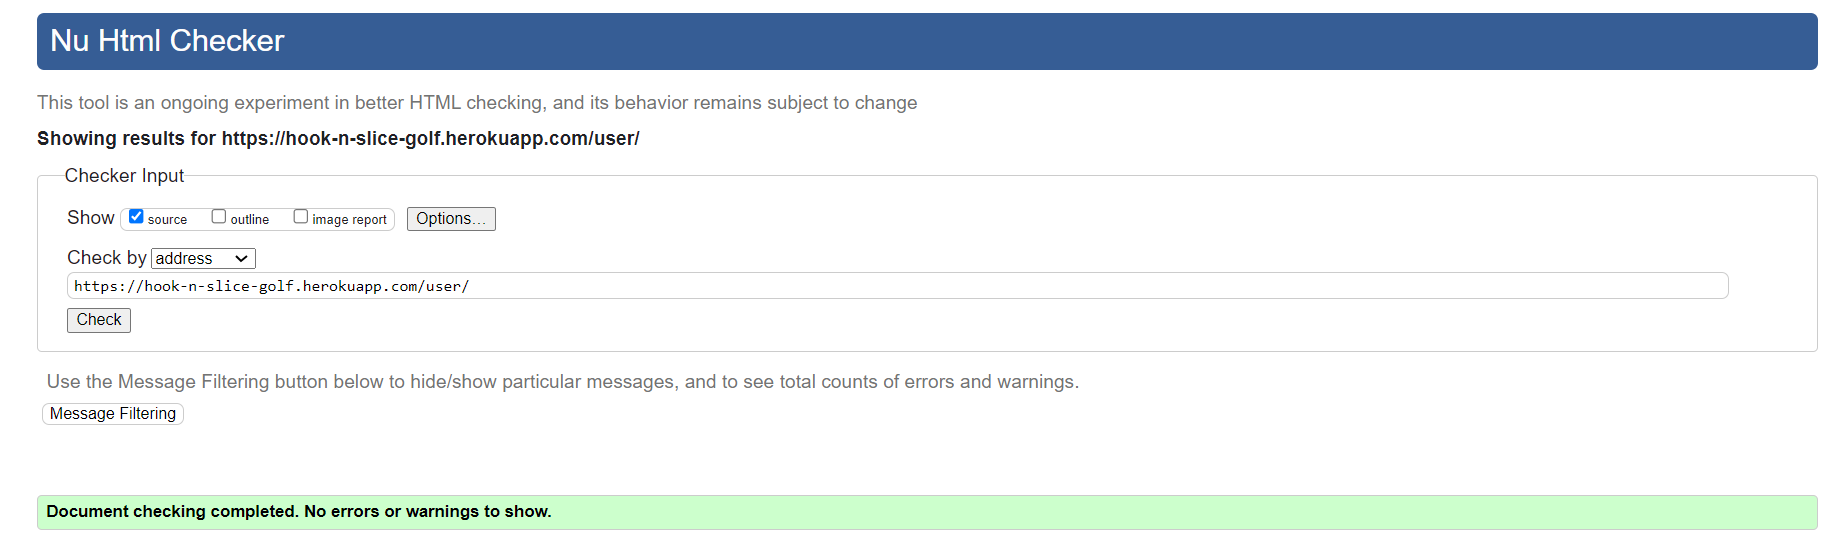 Nu Html Checker
This tool is an ongoing experiment in better HTML checking, and its behavior remains subject to change
Showing results for https://hook-n-slice-golf.herokuapp.com/user/
Checker Input
Show source outline image report Options...
Check by address
https://hook-n-slice-golf.herokuapp.com/user/
Check
Use the Message Filtering button below to hide/show particular messages, and to see total counts of errors and warnings.
Message Filtering
Document checking completed. No errors or warnings to show.